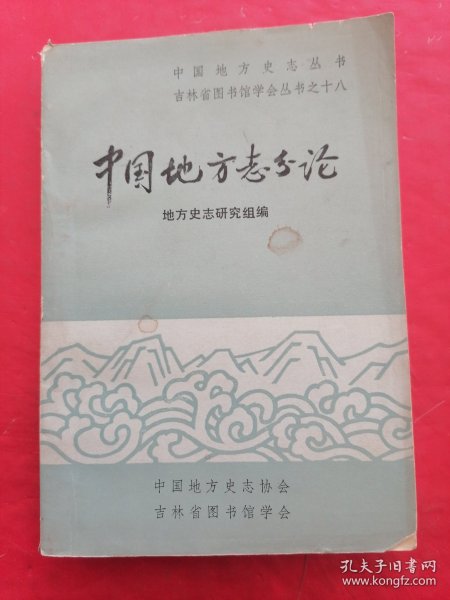 中国地方史志丛书
吉林省图书馆学会丛书之十八
中国地方志分论
地方史志研究组编
中国地方史志协会
吉林省图书馆学会
孔夫子旧书网
www.kongfz.com